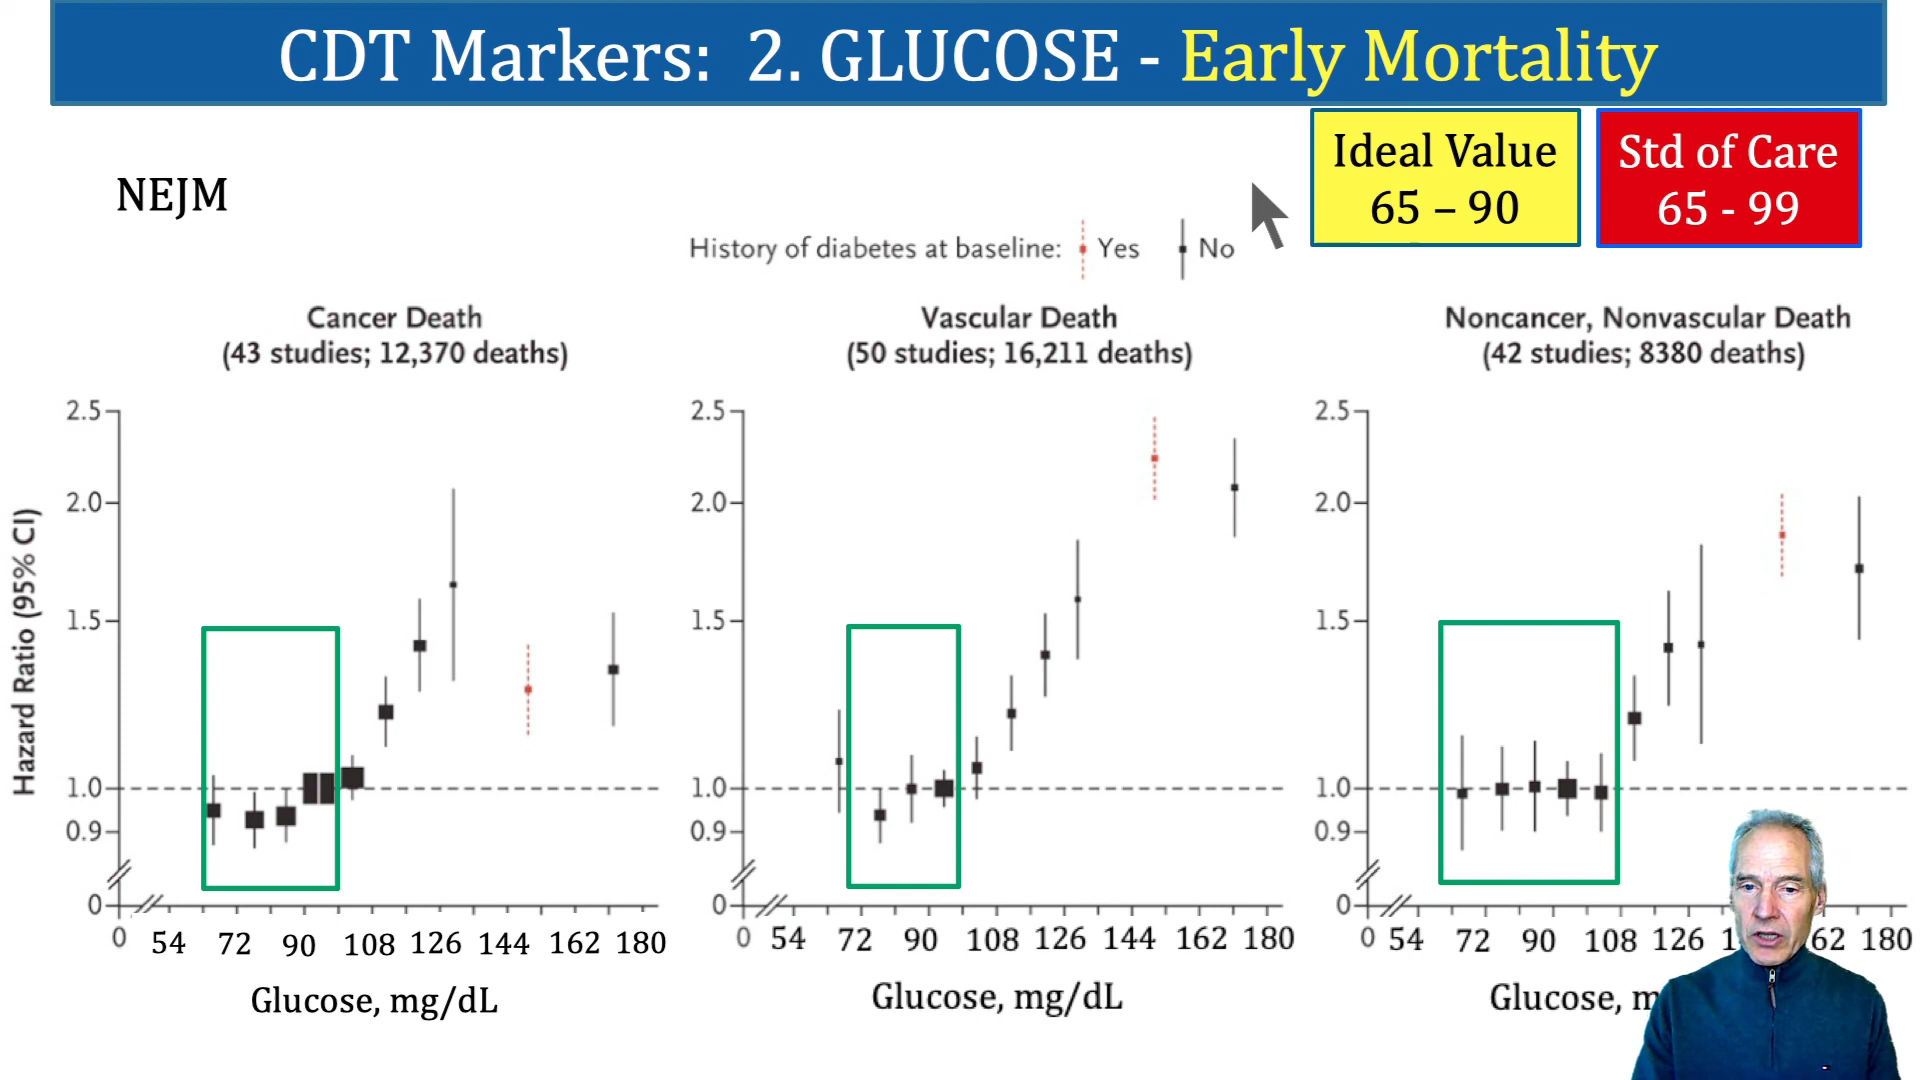 CDT Markers: 2. GLUCOSE - Early Mortality
Ideal Value
65 – 90
Std of Care
65 - 99
NEJM
History of diabetes at baseline: Yes No
Cancer Death
(43 studies; 12,370 deaths)
Vascular Death
(50 studies; 16,211 deaths)
Noncancer, Nonvascular Death
(42 studies; 8380 deaths)
Hazard Ratio (95% CI)
2.5
2.0
1.5
1.0
0.9
0
0 54 72 90 108 126 144 162 180
Glucose, mg/dL
2.5
2.0
1.5
1.0
0.9
0
0 54 72 90 108 126 144 162 180
Glucose, mg/dL
2.5
2.0
1.5
1.0
0.9
0
0 54 72 90 108 126 62 180
Glucose,